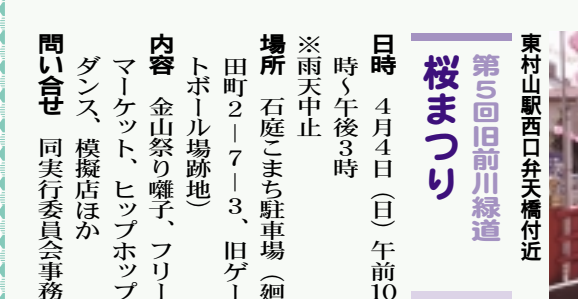 東村山駅西口弁天橋付近
第5回旧前川緑道
桜まつり
日時　4月4日（日）午前10
時～午後3時
※雨天中止
場所　石庭こまち駐車場（廻
田町2－7－3、旧ゲー
トボール場跡地）
内容　金山祭り囃子、フリー
マーケット、ヒップホップ
ダンス、模擬店ほか
問い合せ　同実行委員会事務